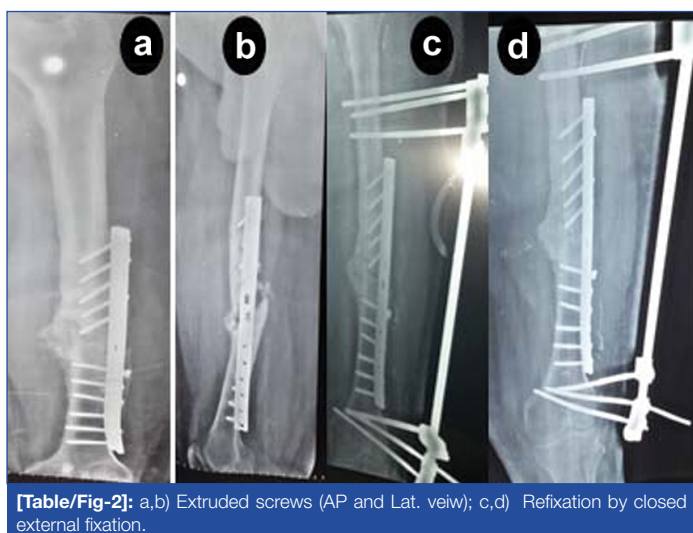 a b c d
[Table/Fig-2]: a,b) Extruded screws (AP and Lat. veiw); c,d) Refixation by closed
external fixation.